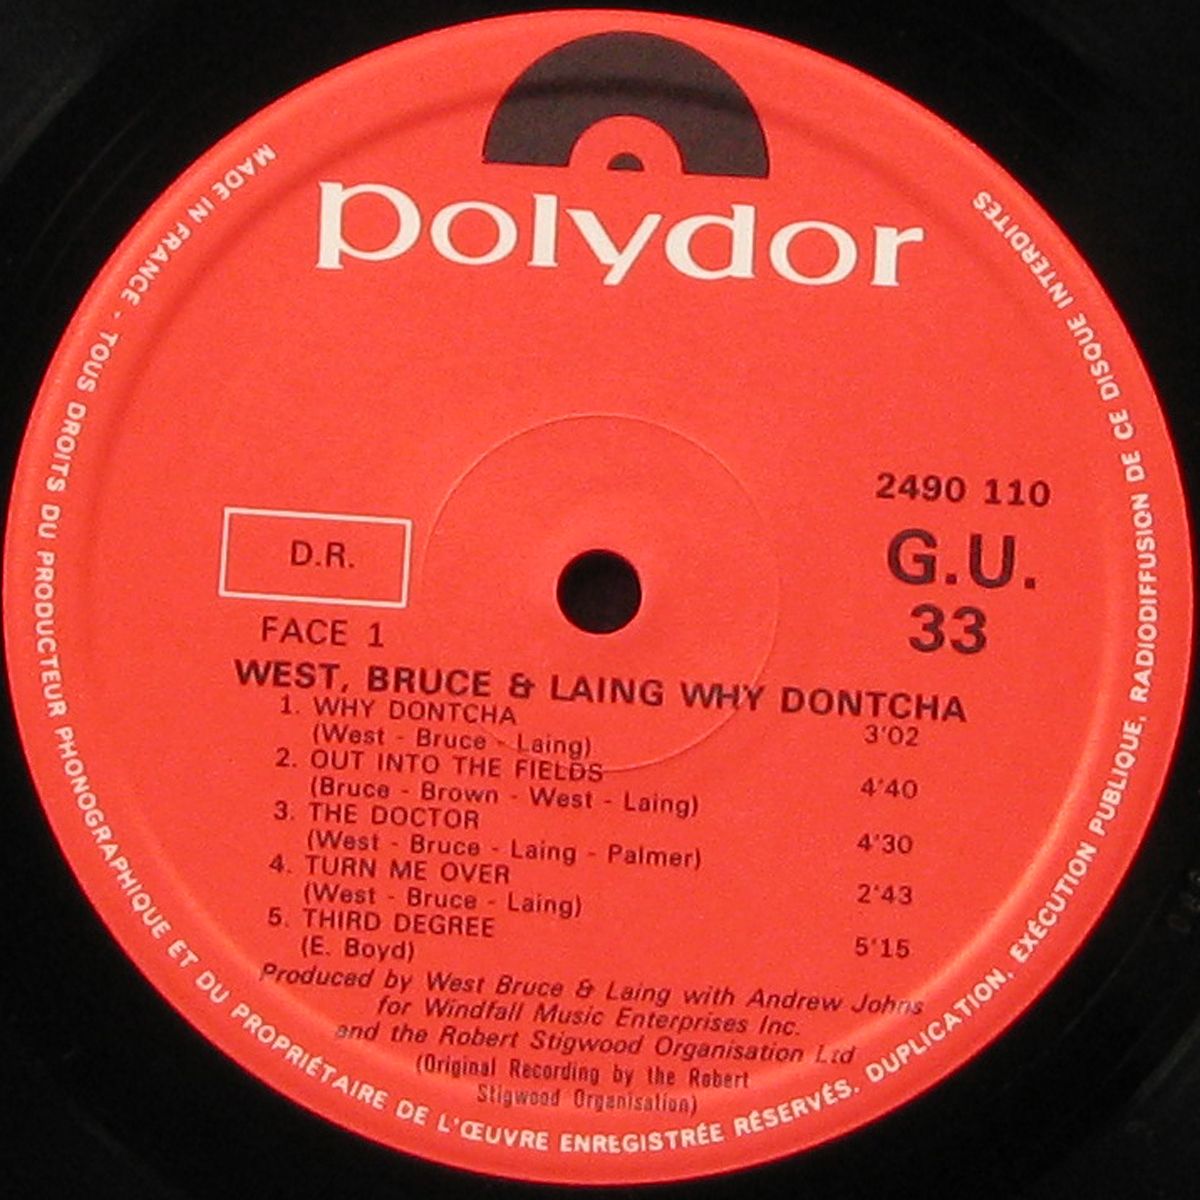 polydor
MADE IN FRANCE - TOUS DROITS DU PRODUCTEUR PHONOGRAPHIQUE ET DU PROPRIÉTAIRE DE L'ŒUVRE ENREGISTRÉE RÉSERVÉS. DUPLICATION, EXÉCUTION PUBLIQUE, RADIODIFFUSION DE CE DISQUE INTERDITES
2490 110
G.U.
33
D.R.
FACE 1
WEST, BRUCE & LAING WHY DONTCHA
1. WHY DONTCHA
(West - Bruce - Laing) 3'02
2. OUT INTO THE FIELDS
(Bruce - Brown - West - Laing) 4'40
3. THE DOCTOR
(West - Bruce - Laing - Palmer) 4'30
4. TURN ME OVER
(West - Bruce - Laing) 2'43
5. THIRD DEGREE
(E. Boyd) 5'15
Produced by West Bruce & Laing with Andrew Johns
for Windfall Music Enterprises Inc.
and the Robert Stigwood Organisation Ltd
(Original Recording by the Robert
Stigwood Organisation)